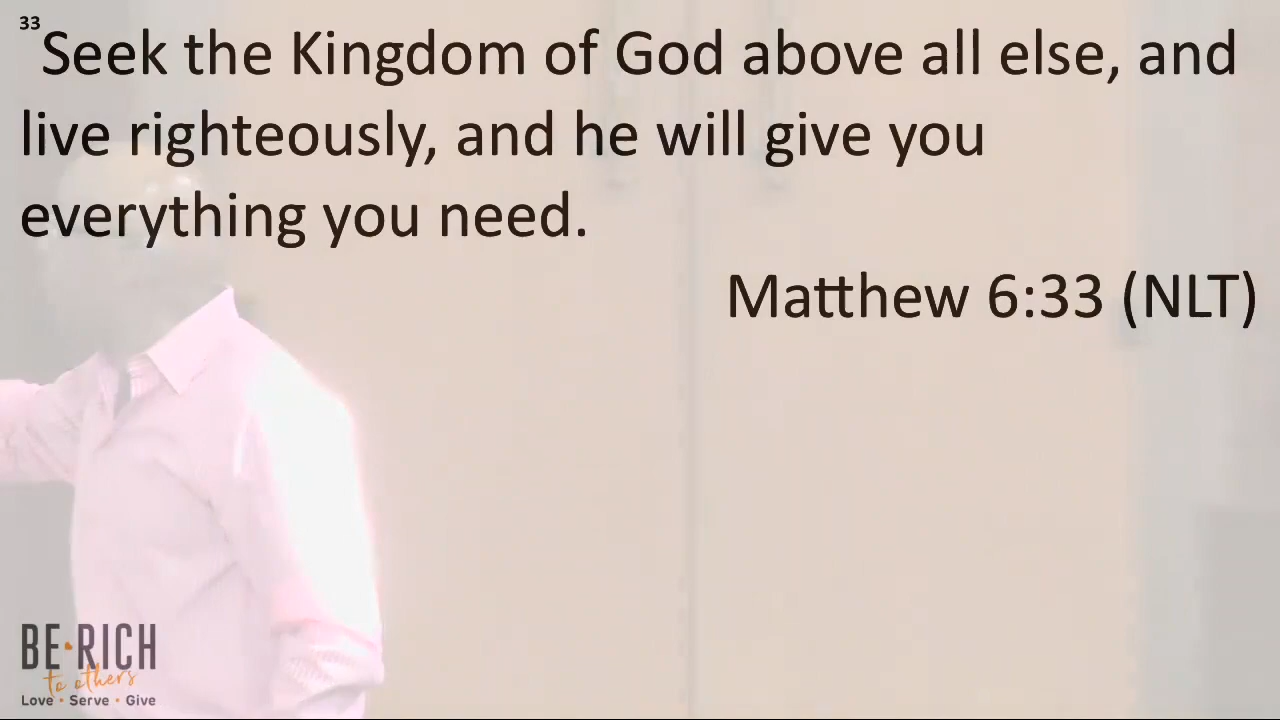 33 Seek the Kingdom of God above all else, and
live righteously, and he will give you
everything you need.
Matthew 6:33 (NLT)
BE•RICH
to others
Love • Serve • Give